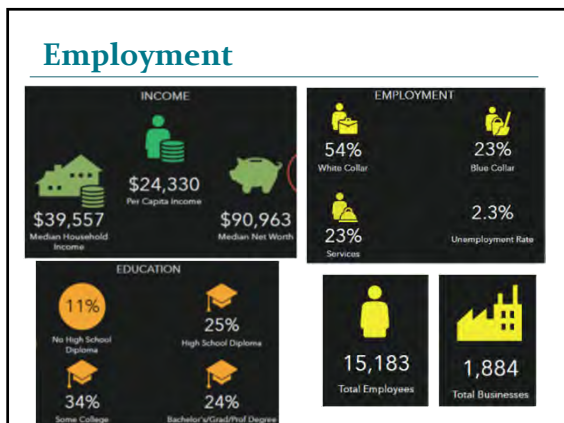 Employment
INCOME
$24,330
Per Capita Income
$39,557
Median Household
Income
$90,963
Median Net Worth
EMPLOYMENT
54%
White Collar
23%
Blue Collar
23%
Services
2.3%
Unemployment Rate
EDUCATION
11%
No High School
Diploma
25%
High School Diploma
34%
Some College
24%
Bachelor's/Grad/Prof Degree
15,183
Total Employees
1,884
Total Businesses